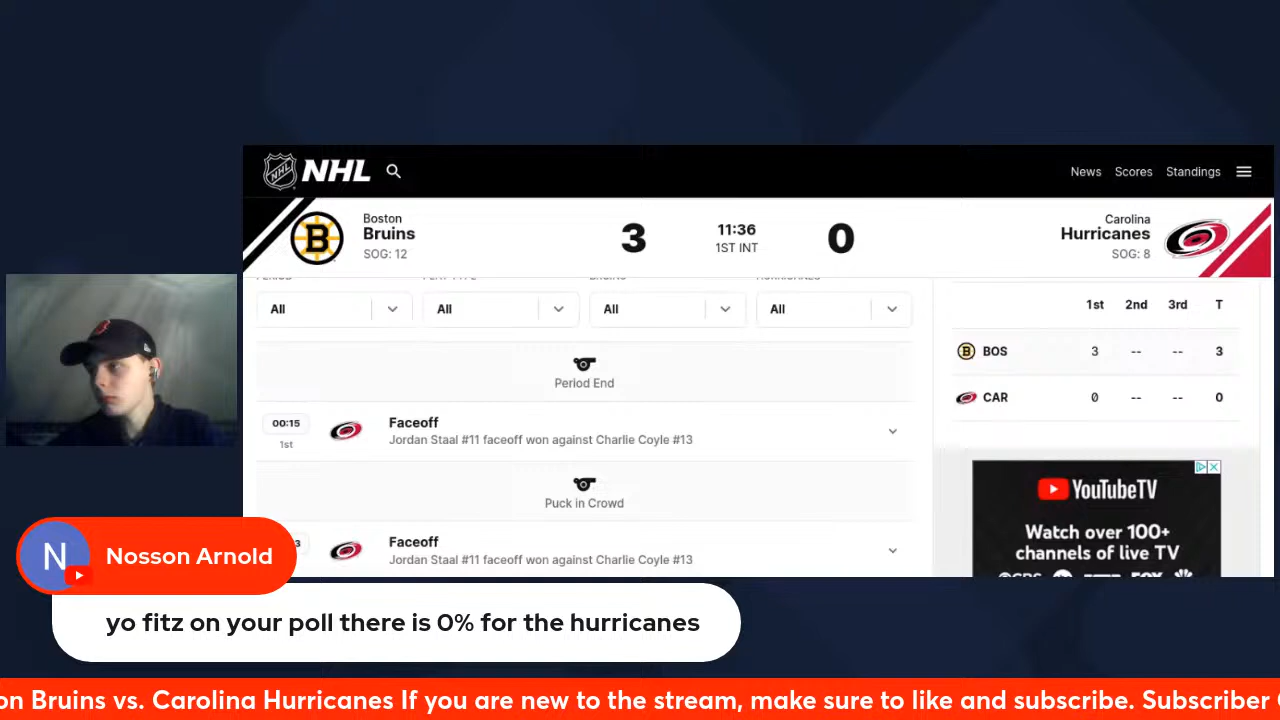 NHL
News Scores Standings
Boston
Bruins
SOG: 12
3
11:36
1ST INT
0
Carolina
Hurricanes
SOG: 8
All All All All
Period End
00:15
1st
Faceoff
Jordan Staal #11 faceoff won against Charlie Coyle #13
Puck in Crowd
3
Faceoff
Jordan Staal #11 faceoff won against Charlie Coyle #13
1st 2nd 3rd T
BOS 3 -- -- 3
CAR 0 -- -- 0
YouTubeTV
Watch over 100+
channels of live TV
N
Nosson Arnold
yo fitz on your poll there is 0% for the hurricanes
on Bruins vs. Carolina Hurricanes If you are new to the stream, make sure to like and subscribe. Subscriber